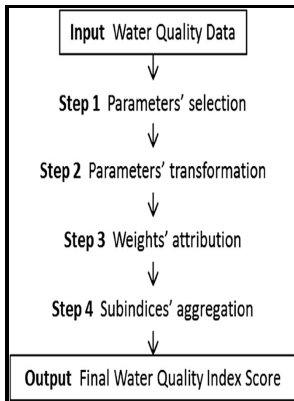 Input Water Quality Data
Step 1 Parameters' selection
Step 2 Parameters' transformation
Step 3 Weights' attribution
Step 4 Subindices' aggregation
Output Final Water Quality Index Score